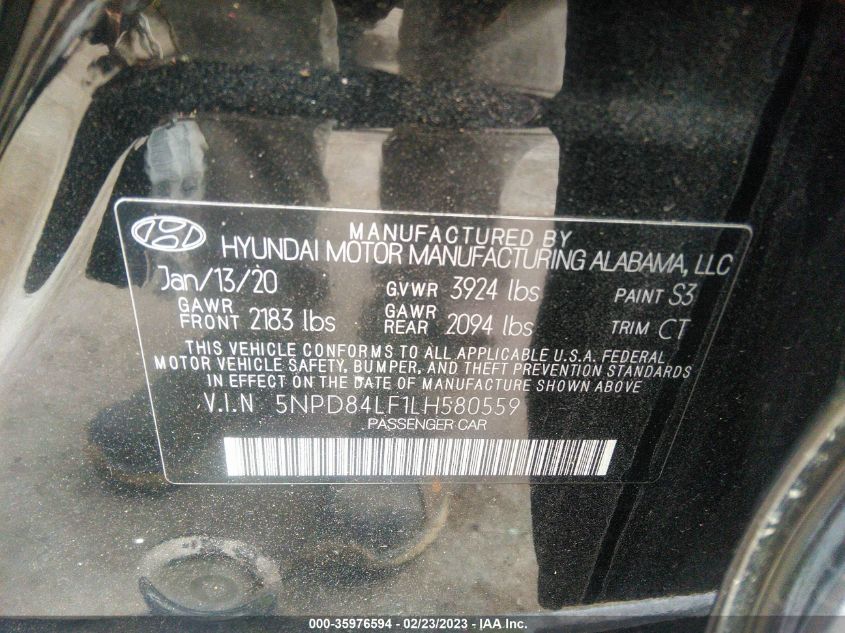 MANUFACTURED BY
HYUNDAI MOTOR MANUFACTURING ALABAMA, LLC
Jan/13/20 GVWR 3924 lbs PAINT S3
GAWR FRONT 2183 lbs GAWR REAR 2094 lbs TRIM CT
THIS VEHICLE CONFORMS TO ALL APPLICABLE U.S.A. FEDERAL
MOTOR VEHICLE SAFETY, BUMPER, AND THEFT PREVENTION STANDARDS
IN EFFECT ON THE DATE OF MANUFACTURE SHOWN ABOVE
V.I.N 5NPD84LF1LH580559
PASSENGER CAR
000-35976594 — 02/23/2023 — IAA Inc.